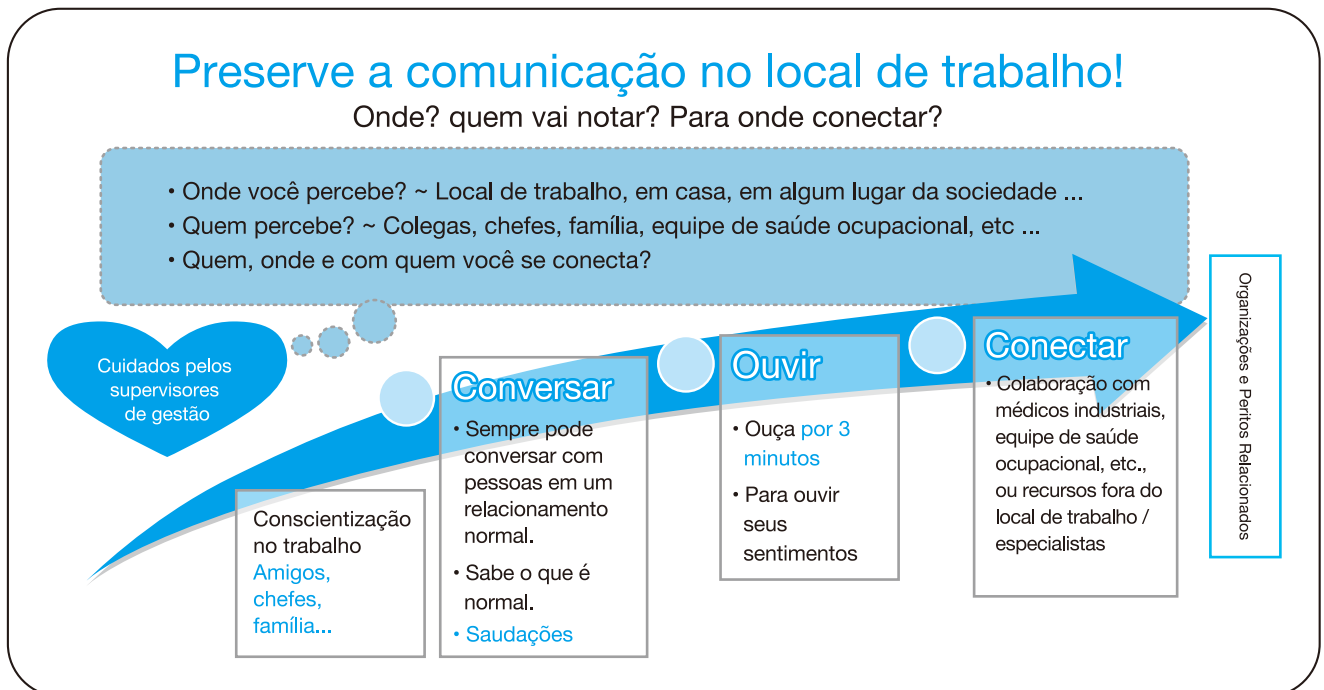 Preserve a comunicação no local de trabalho!
Onde? quem vai notar? Para onde conectar?
• Onde você percebe? ~ Local de trabalho, em casa, em algum lugar da sociedade ...
• Quem percebe? ~ Colegas, chefes, família, equipe de saúde ocupacional, etc ...
• Quem, onde e com quem você se conecta?
Cuidados pelos
supervisores
de gestão
Conscientização
no trabalho
Amigos,
chefes,
família...
Conversar
• Sempre pode
conversar com
pessoas em um
relacionamento
normal.
• Sabe o que é
normal.
• Saudações
Ouvir
• Ouça por 3
minutos
• Para ouvir
seus
sentimentos
Conectar
• Colaboração com
médicos industriais,
equipe de saúde
ocupacional, etc.,
ou recursos fora do
local de trabalho /
especialistas
Organizações e Peritos Relacionados